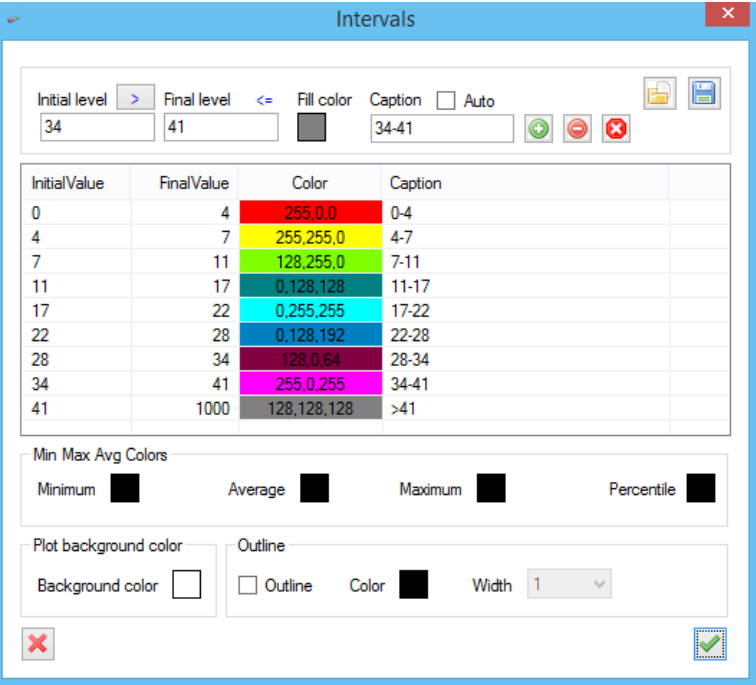 Intervals
Initial level > Final level <= Fill color Caption Auto
34 41 34-41
InitialValue FinalValue Color Caption
0 4 255,0,0 0-4
4 7 255,255,0 4-7
7 11 128,255,0 7-11
11 17 0,128,128 11-17
17 22 0,255,255 17-22
22 28 0,128,192 22-28
28 34 128,0,64 28-34
34 41 255,0,255 34-41
41 1000 128,128,128 >41
Min Max Avg Colors
Minimum Average Maximum Percentile
Plot background color Outline
Background color Outline Color Width 1